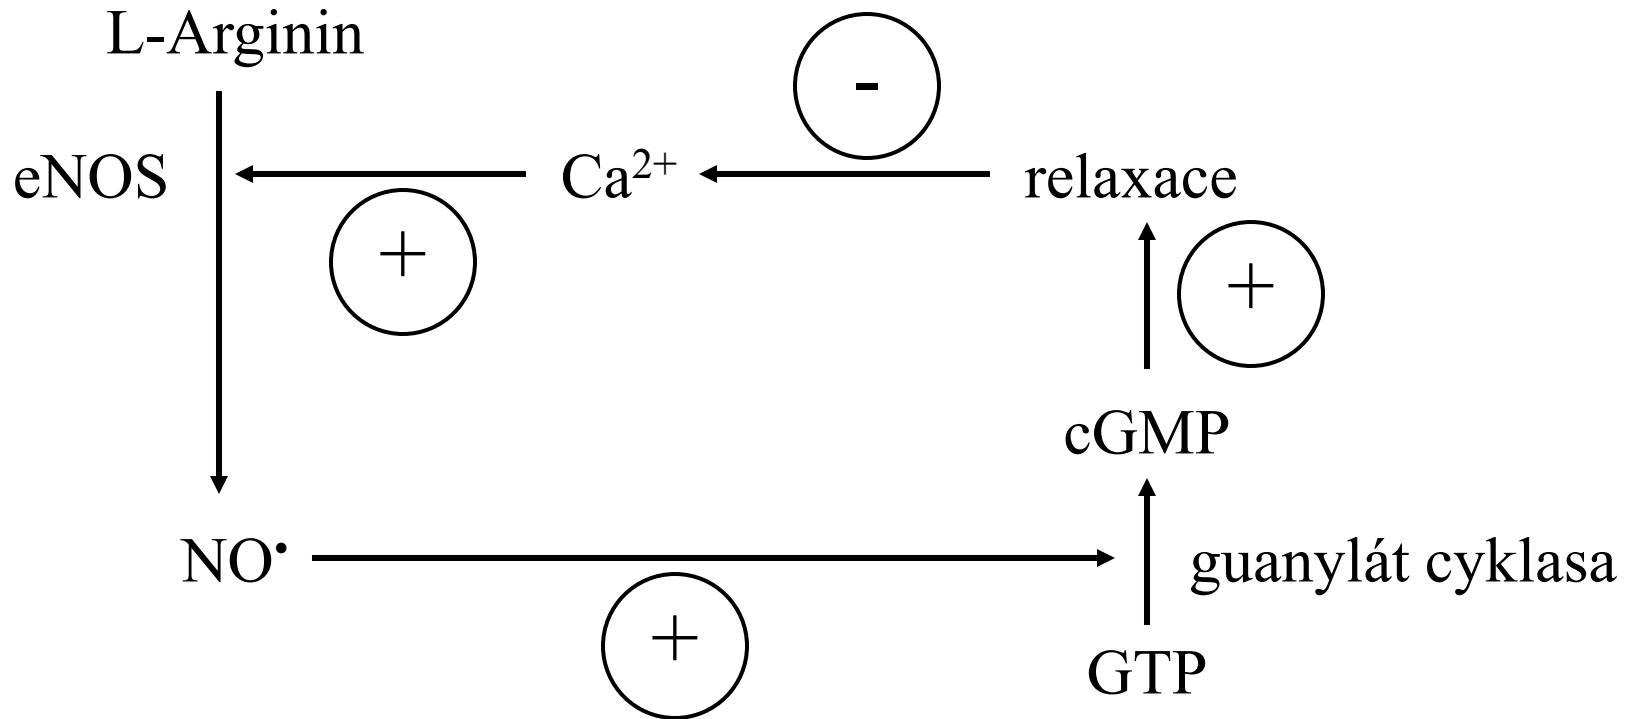 L-Arginin
-
eNOS
Ca²⁺
relaxace
+
+
cGMP
NO•
guanylát cyklasa
+
GTP